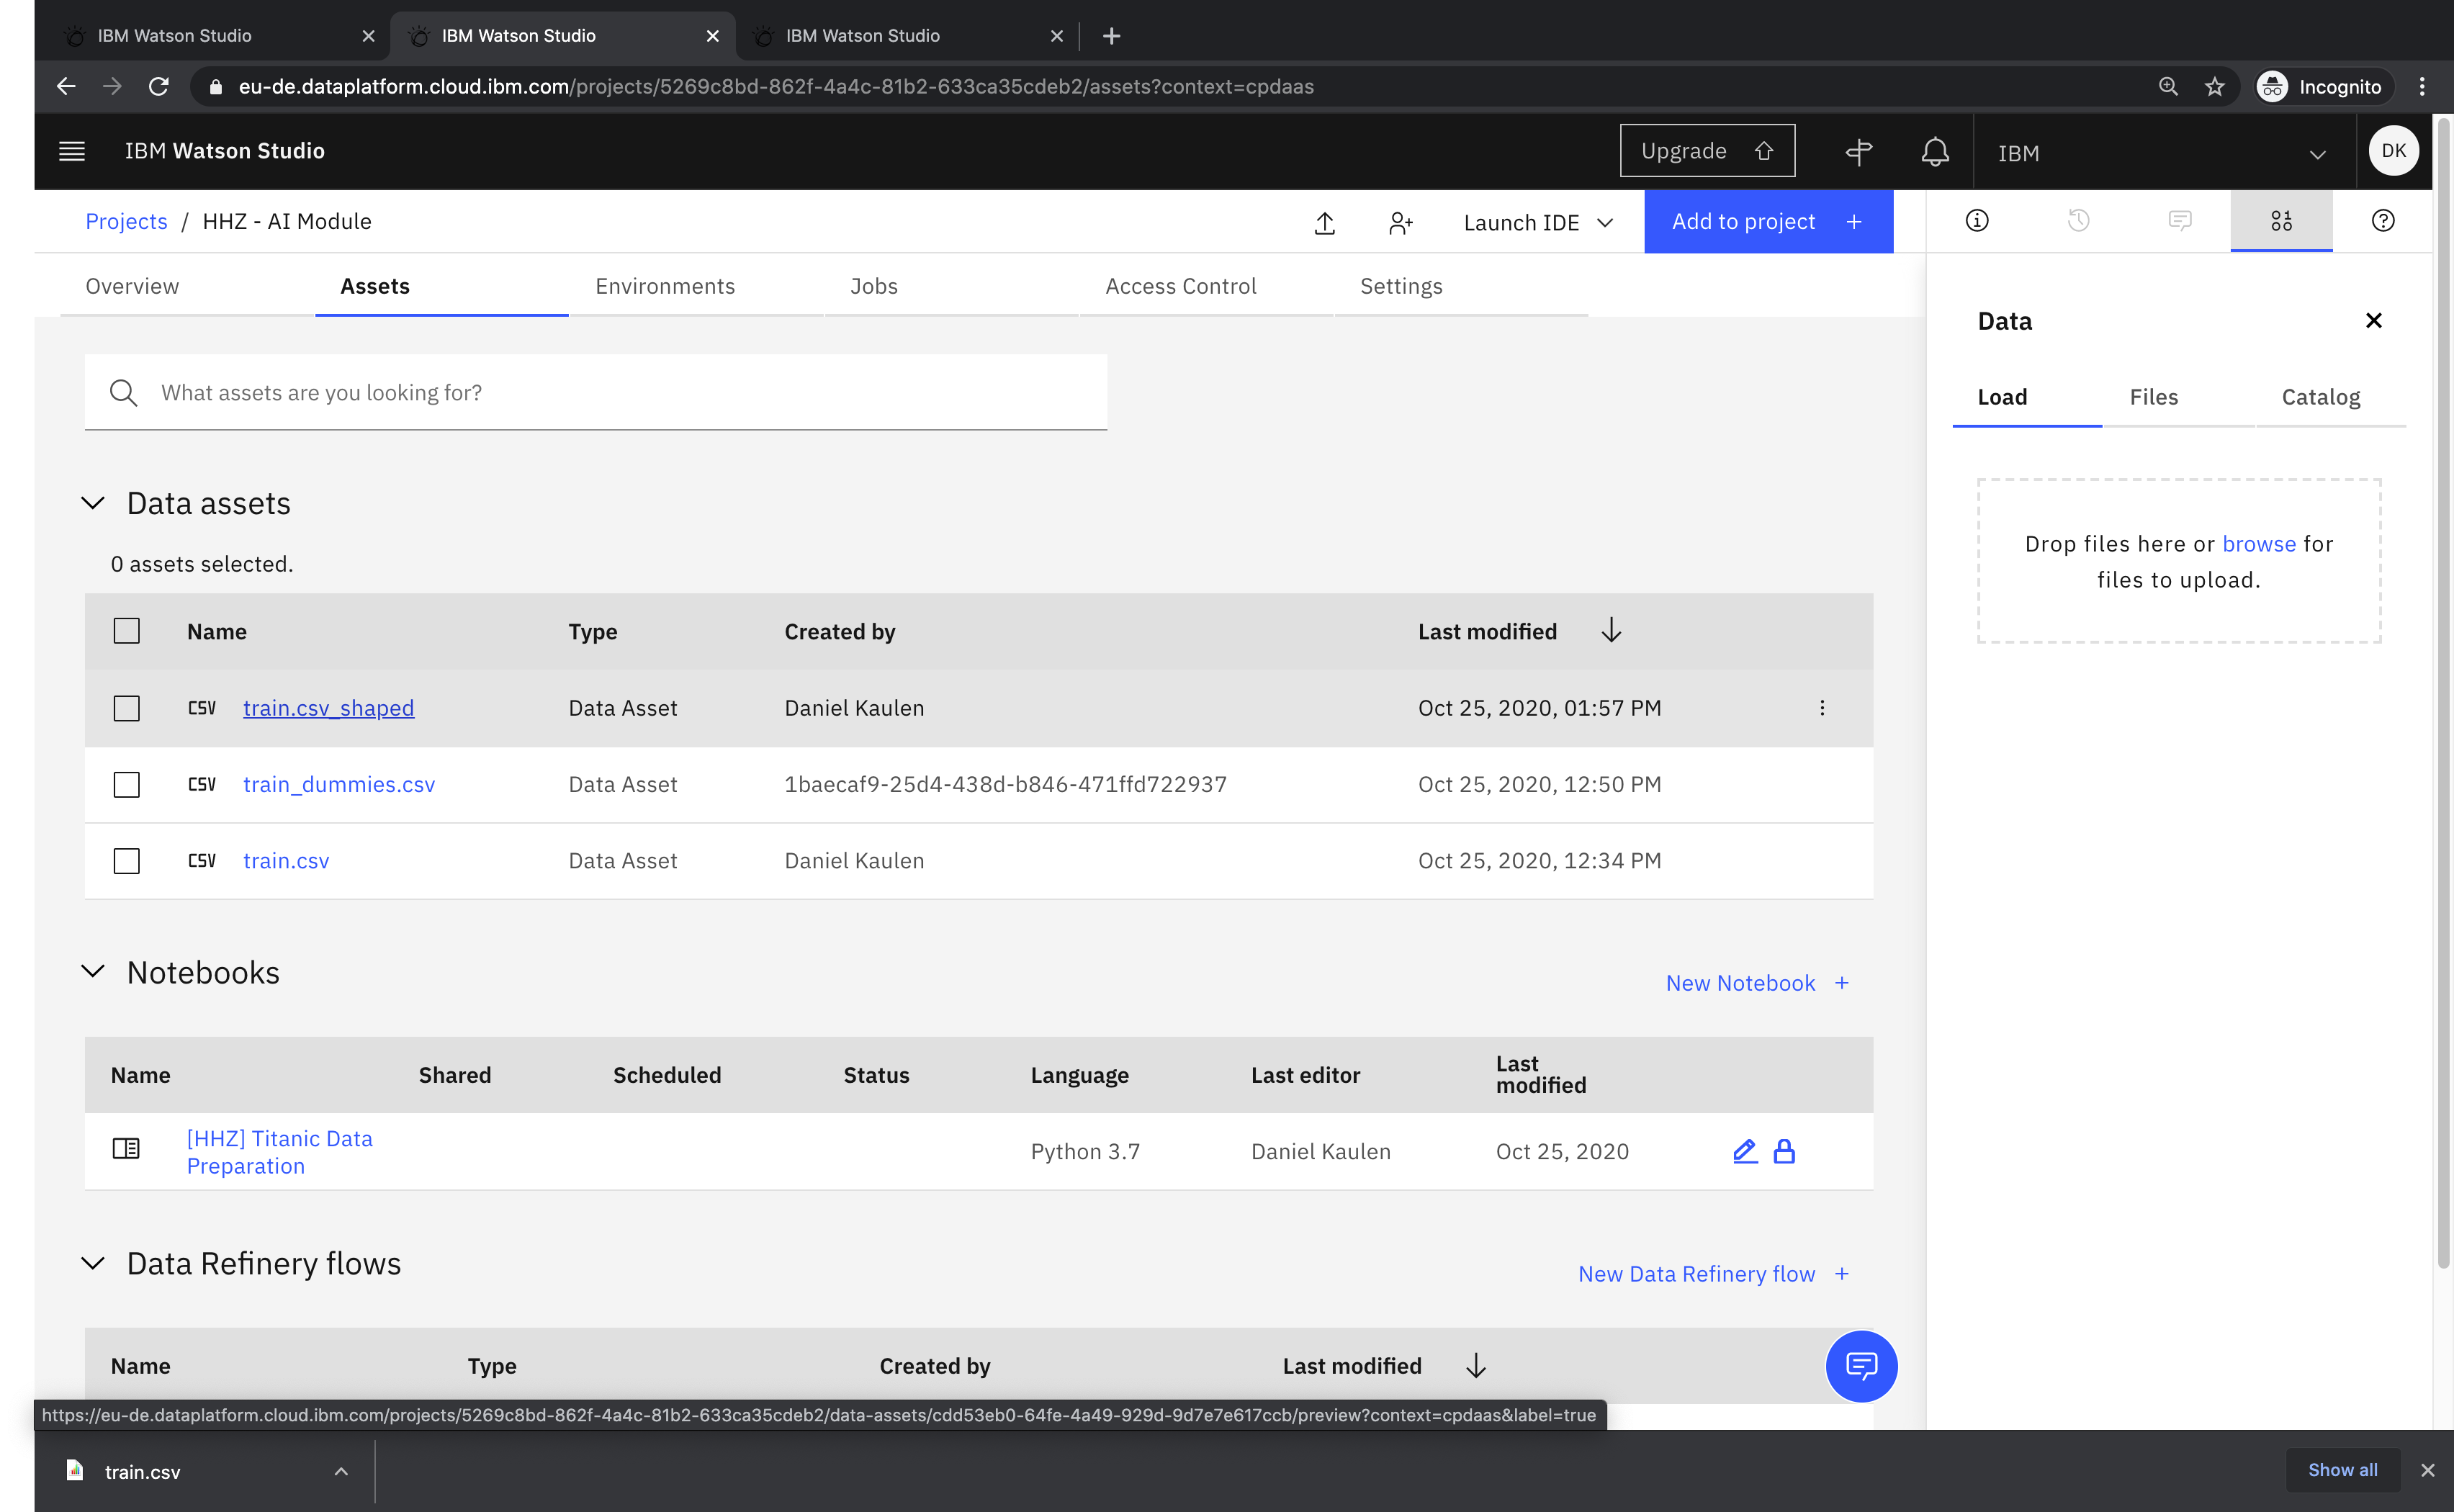 IBM Watson Studio
IBM Watson Studio
IBM Watson Studio
eu-de.dataplatform.cloud.ibm.com/projects/5269c8bd-862f-4a4c-81b2-633ca35cdeb2/assets?context=cpdaas
Incognito
IBM Watson Studio
Upgrade
IBM
DK
Projects / HHZ - AI Module
Launch IDE
Add to project +
Overview
Assets
Environments
Jobs
Access Control
Settings
What assets are you looking for?
Data assets
0 assets selected.
Name Type Created by Last modified
CSV train.csv_shaped Data Asset Daniel Kaulen Oct 25, 2020, 01:57 PM
CSV train_dummies.csv Data Asset 1baecaf9-25d4-438d-b846-471ffd722937 Oct 25, 2020, 12:50 PM
CSV train.csv Data Asset Daniel Kaulen Oct 25, 2020, 12:34 PM
Notebooks
New Notebook +
Name Shared Scheduled Status Language Last editor Last
modified
[HHZ] Titanic Data
Preparation
Python 3.7 Daniel Kaulen Oct 25, 2020
Data Refinery flows
New Data Refinery flow +
Name Type Created by Last modified
Data
Load
Files
Catalog
Drop files here or browse for
files to upload.
https://eu-de.dataplatform.cloud.ibm.com/projects/5269c8bd-862f-4a4c-81b2-633ca35cdeb2/data-assets/cdd53eb0-64fe-4a49-929d-9d7e7e617ccb/preview?context=cpdaas&label=true
train.csv
Show all